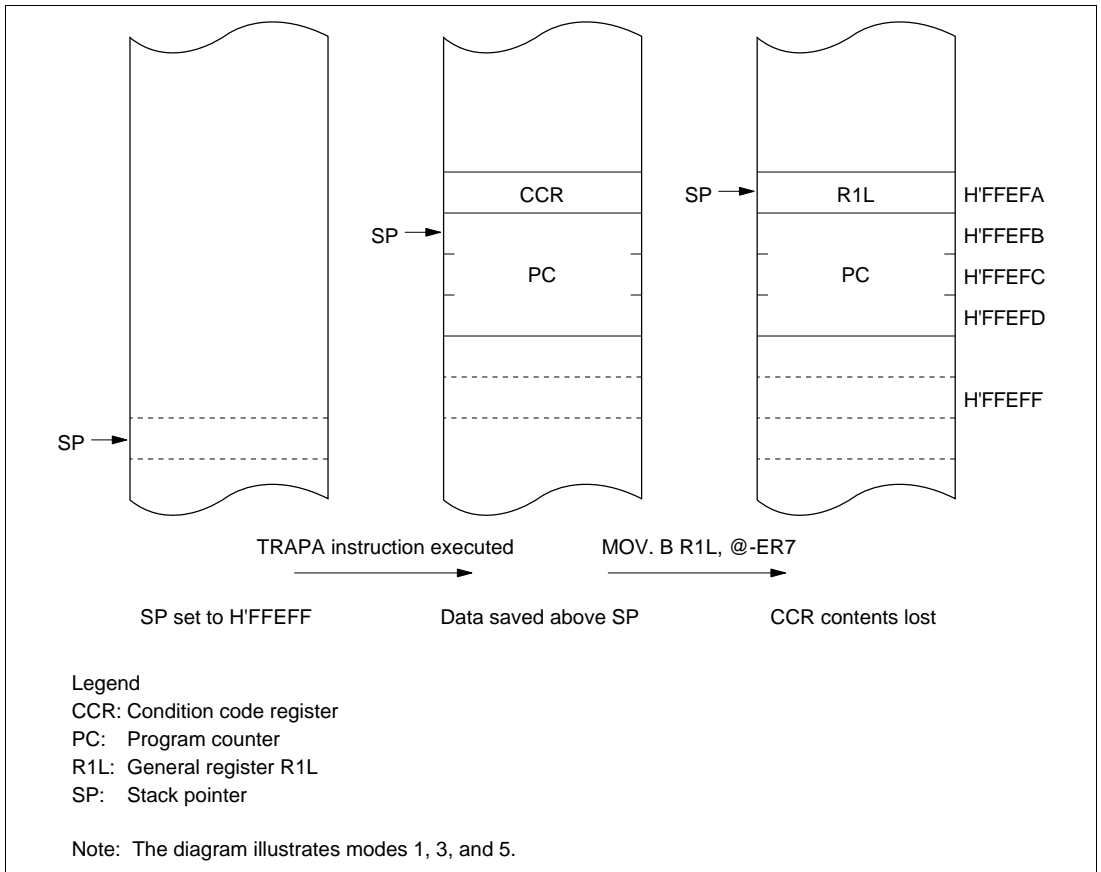 CCR
SP
R1L
H'FFEFA
SP
H'FFEFB
PC
PC
H'FFEFC
H'FFEFD
H'FFEFF
SP
TRAPA instruction executed
MOV. B R1L, @-ER7
SP set to H'FFEFF
Data saved above SP
CCR contents lost
Legend
CCR: Condition code register
PC: Program counter
R1L: General register R1L
SP: Stack pointer
Note: The diagram illustrates modes 1, 3, and 5.